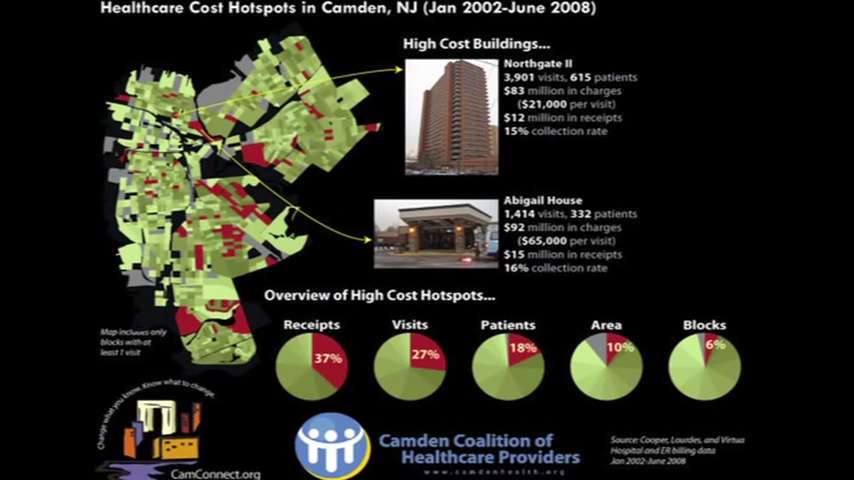 Healthcare Cost Hotspots in Camden, NJ (Jan 2002-June 2008)
High Cost Buildings...
Northgate II
3,901 visits, 615 patients
$83 million in charges
($21,000 per visit)
$12 million in receipts
15% collection rate
Abigail House
1,414 visits, 332 patients
$92 million in charges
($65,000 per visit)
$15 million in receipts
16% collection rate
Overview of High Cost Hotspots...
Receipts
Visits
Patients
Area
Blocks
37%
27%
18%
10%
6%
Map includes only
blocks with at
least 1 visit
Change what you know. Know what to change.
CamConnect.org
Camden Coalition of
Healthcare Providers
www.camdenhealth.org
Source: Cooper, Lourdes, and Virtua
Hospital and ER billing data
Jan 2002-June 2008